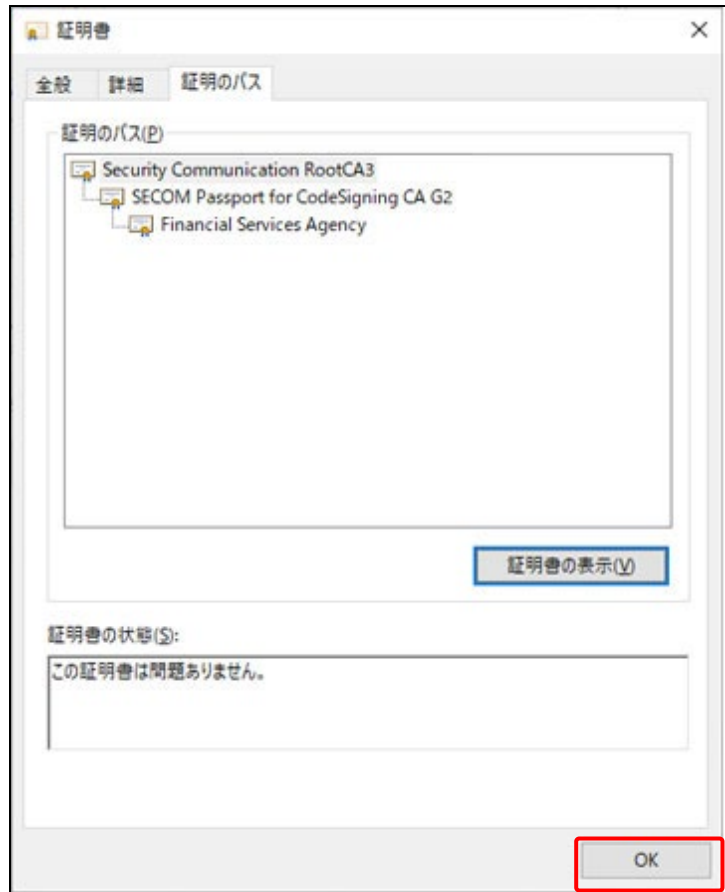 証明書
全般 詳細 証明のパス
証明のパス(P)
Security Communication RootCA3
SECOM Passport for CodeSigning CA G2
Financial Services Agency
証明書の表示(V)
証明書の状態(S):
この証明書は問題ありません。
OK